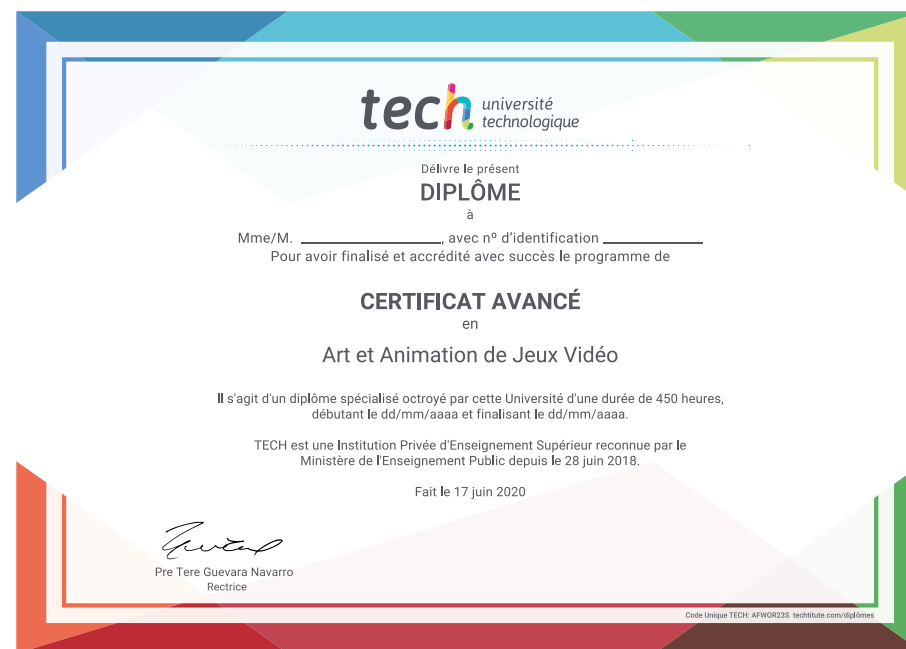 tech université
technologique
Délivre le présent
DIPLÔME
à
Mme/M. ____________________, avec nº d'identification ______________
Pour avoir finalisé et accrédité avec succès le programme de
CERTIFICAT AVANCÉ
en
Art et Animation de Jeux Vidéo
Il s'agit d'un diplôme spécialisé octroyé par cette Université d'une durée de 450 heures,
débutant le dd/mm/aaaa et finalisant le dd/mm/aaaa.
TECH est une Institution Privée d'Enseignement Supérieur reconnue par le
Ministère de l'Enseignement Public depuis le 28 juin 2018.
Fait le 17 juin 2020
Pre Tere Guevara Navarro
Rectrice
Code Unique TECH: AFWOR23S techtitute.com/diplômes